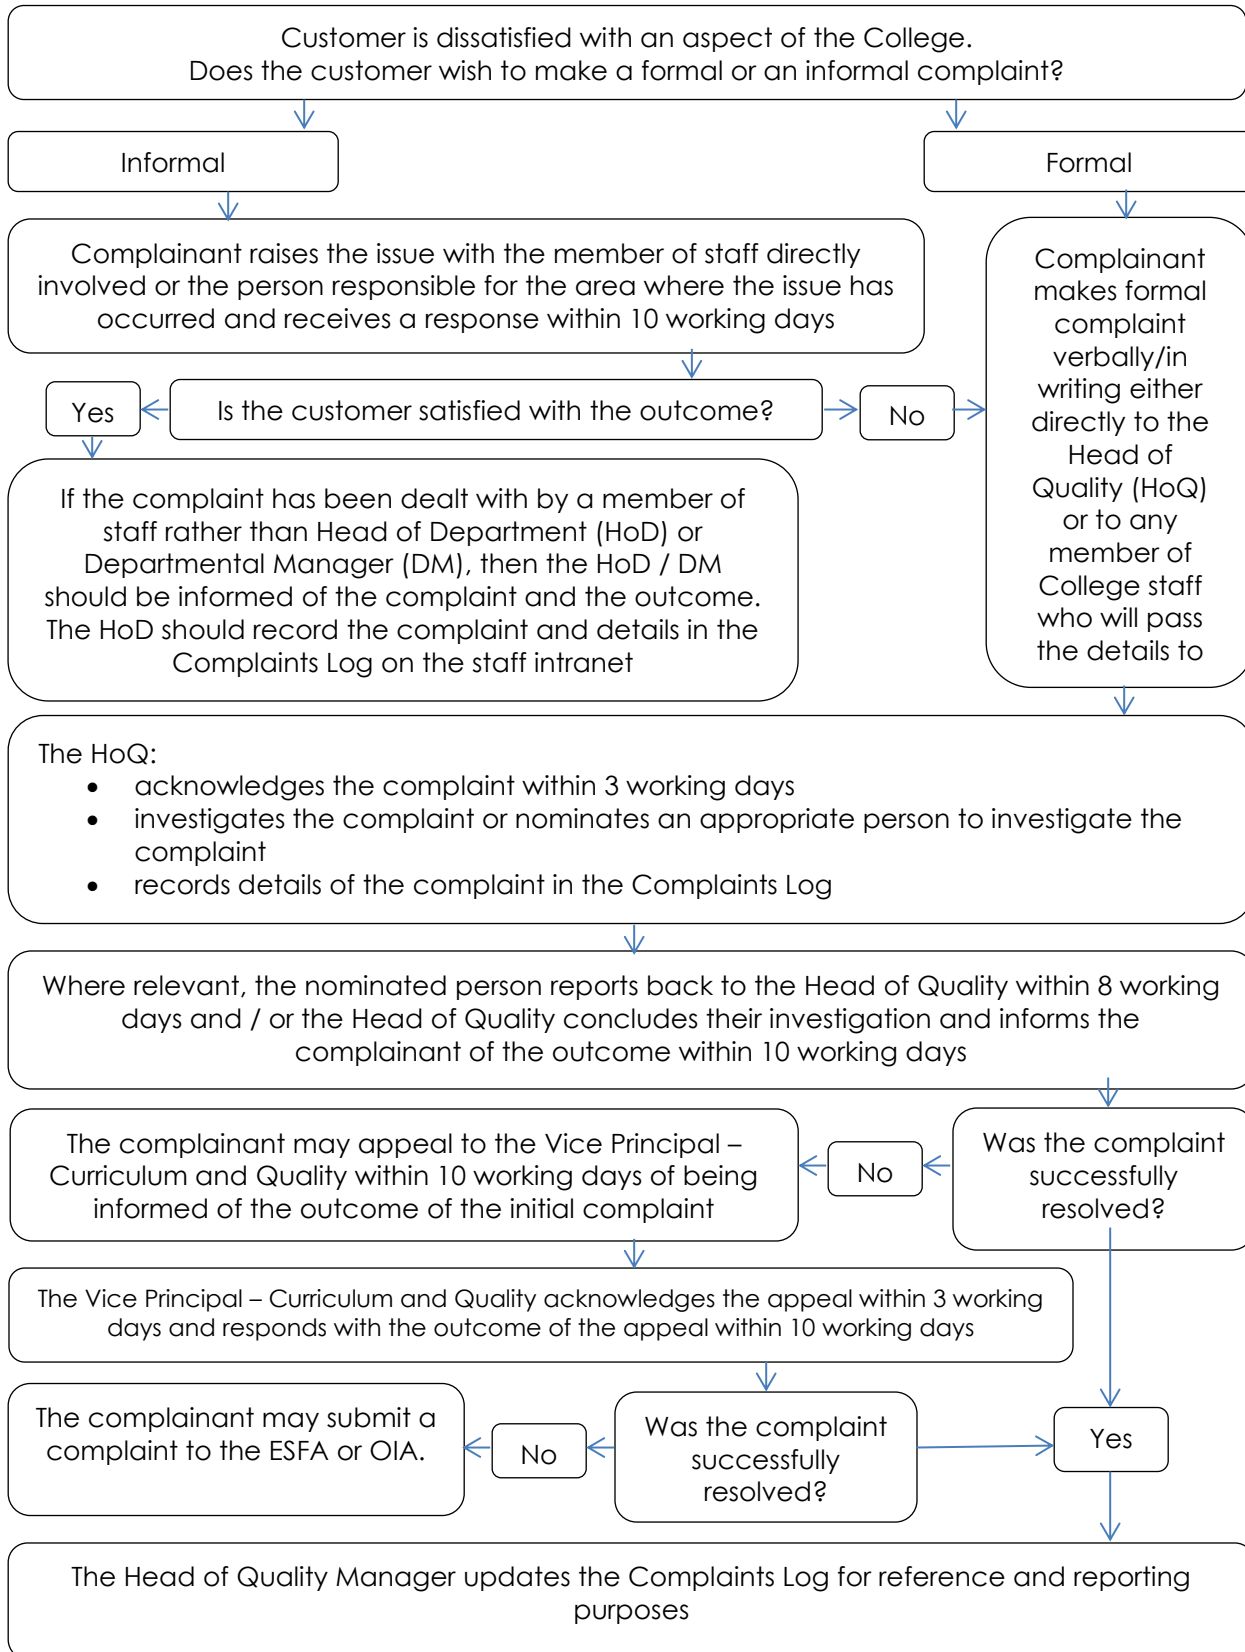 Customer is dissatisfied with an aspect of the College.
Does the customer wish to make a formal or an informal complaint?
Informal
Formal
Complainant raises the issue with the member of staff directly
involved or the person responsible for the area where the issue has
occurred and receives a response within 10 working days
Complainant
makes formal
complaint
verbally/in
writing either
directly to the
Head of
Quality (HoQ)
or to any
member of
College staff
who will pass
the details to
Yes
Is the customer satisfied with the outcome?
No
If the complaint has been dealt with by a member of
staff rather than Head of Department (HoD) or
Departmental Manager (DM), then the HoD / DM
should be informed of the complaint and the outcome.
The HoD should record the complaint and details in the
Complaints Log on the staff intranet
The HoQ:
• acknowledges the complaint within 3 working days
• investigates the complaint or nominates an appropriate person to investigate the
complaint
• records details of the complaint in the Complaints Log
Where relevant, the nominated person reports back to the Head of Quality within 8 working
days and / or the Head of Quality concludes their investigation and informs the
complainant of the outcome within 10 working days
The complainant may appeal to the Vice Principal –
Curriculum and Quality within 10 working days of being
informed of the outcome of the initial complaint
No
Was the complaint
successfully
resolved?
The Vice Principal – Curriculum and Quality acknowledges the appeal within 3 working
days and responds with the outcome of the appeal within 10 working days
The complainant may submit a
complaint to the ESFA or OIA.
No
Was the complaint
successfully
resolved?
Yes
The Head of Quality Manager updates the Complaints Log for reference and reporting
purposes